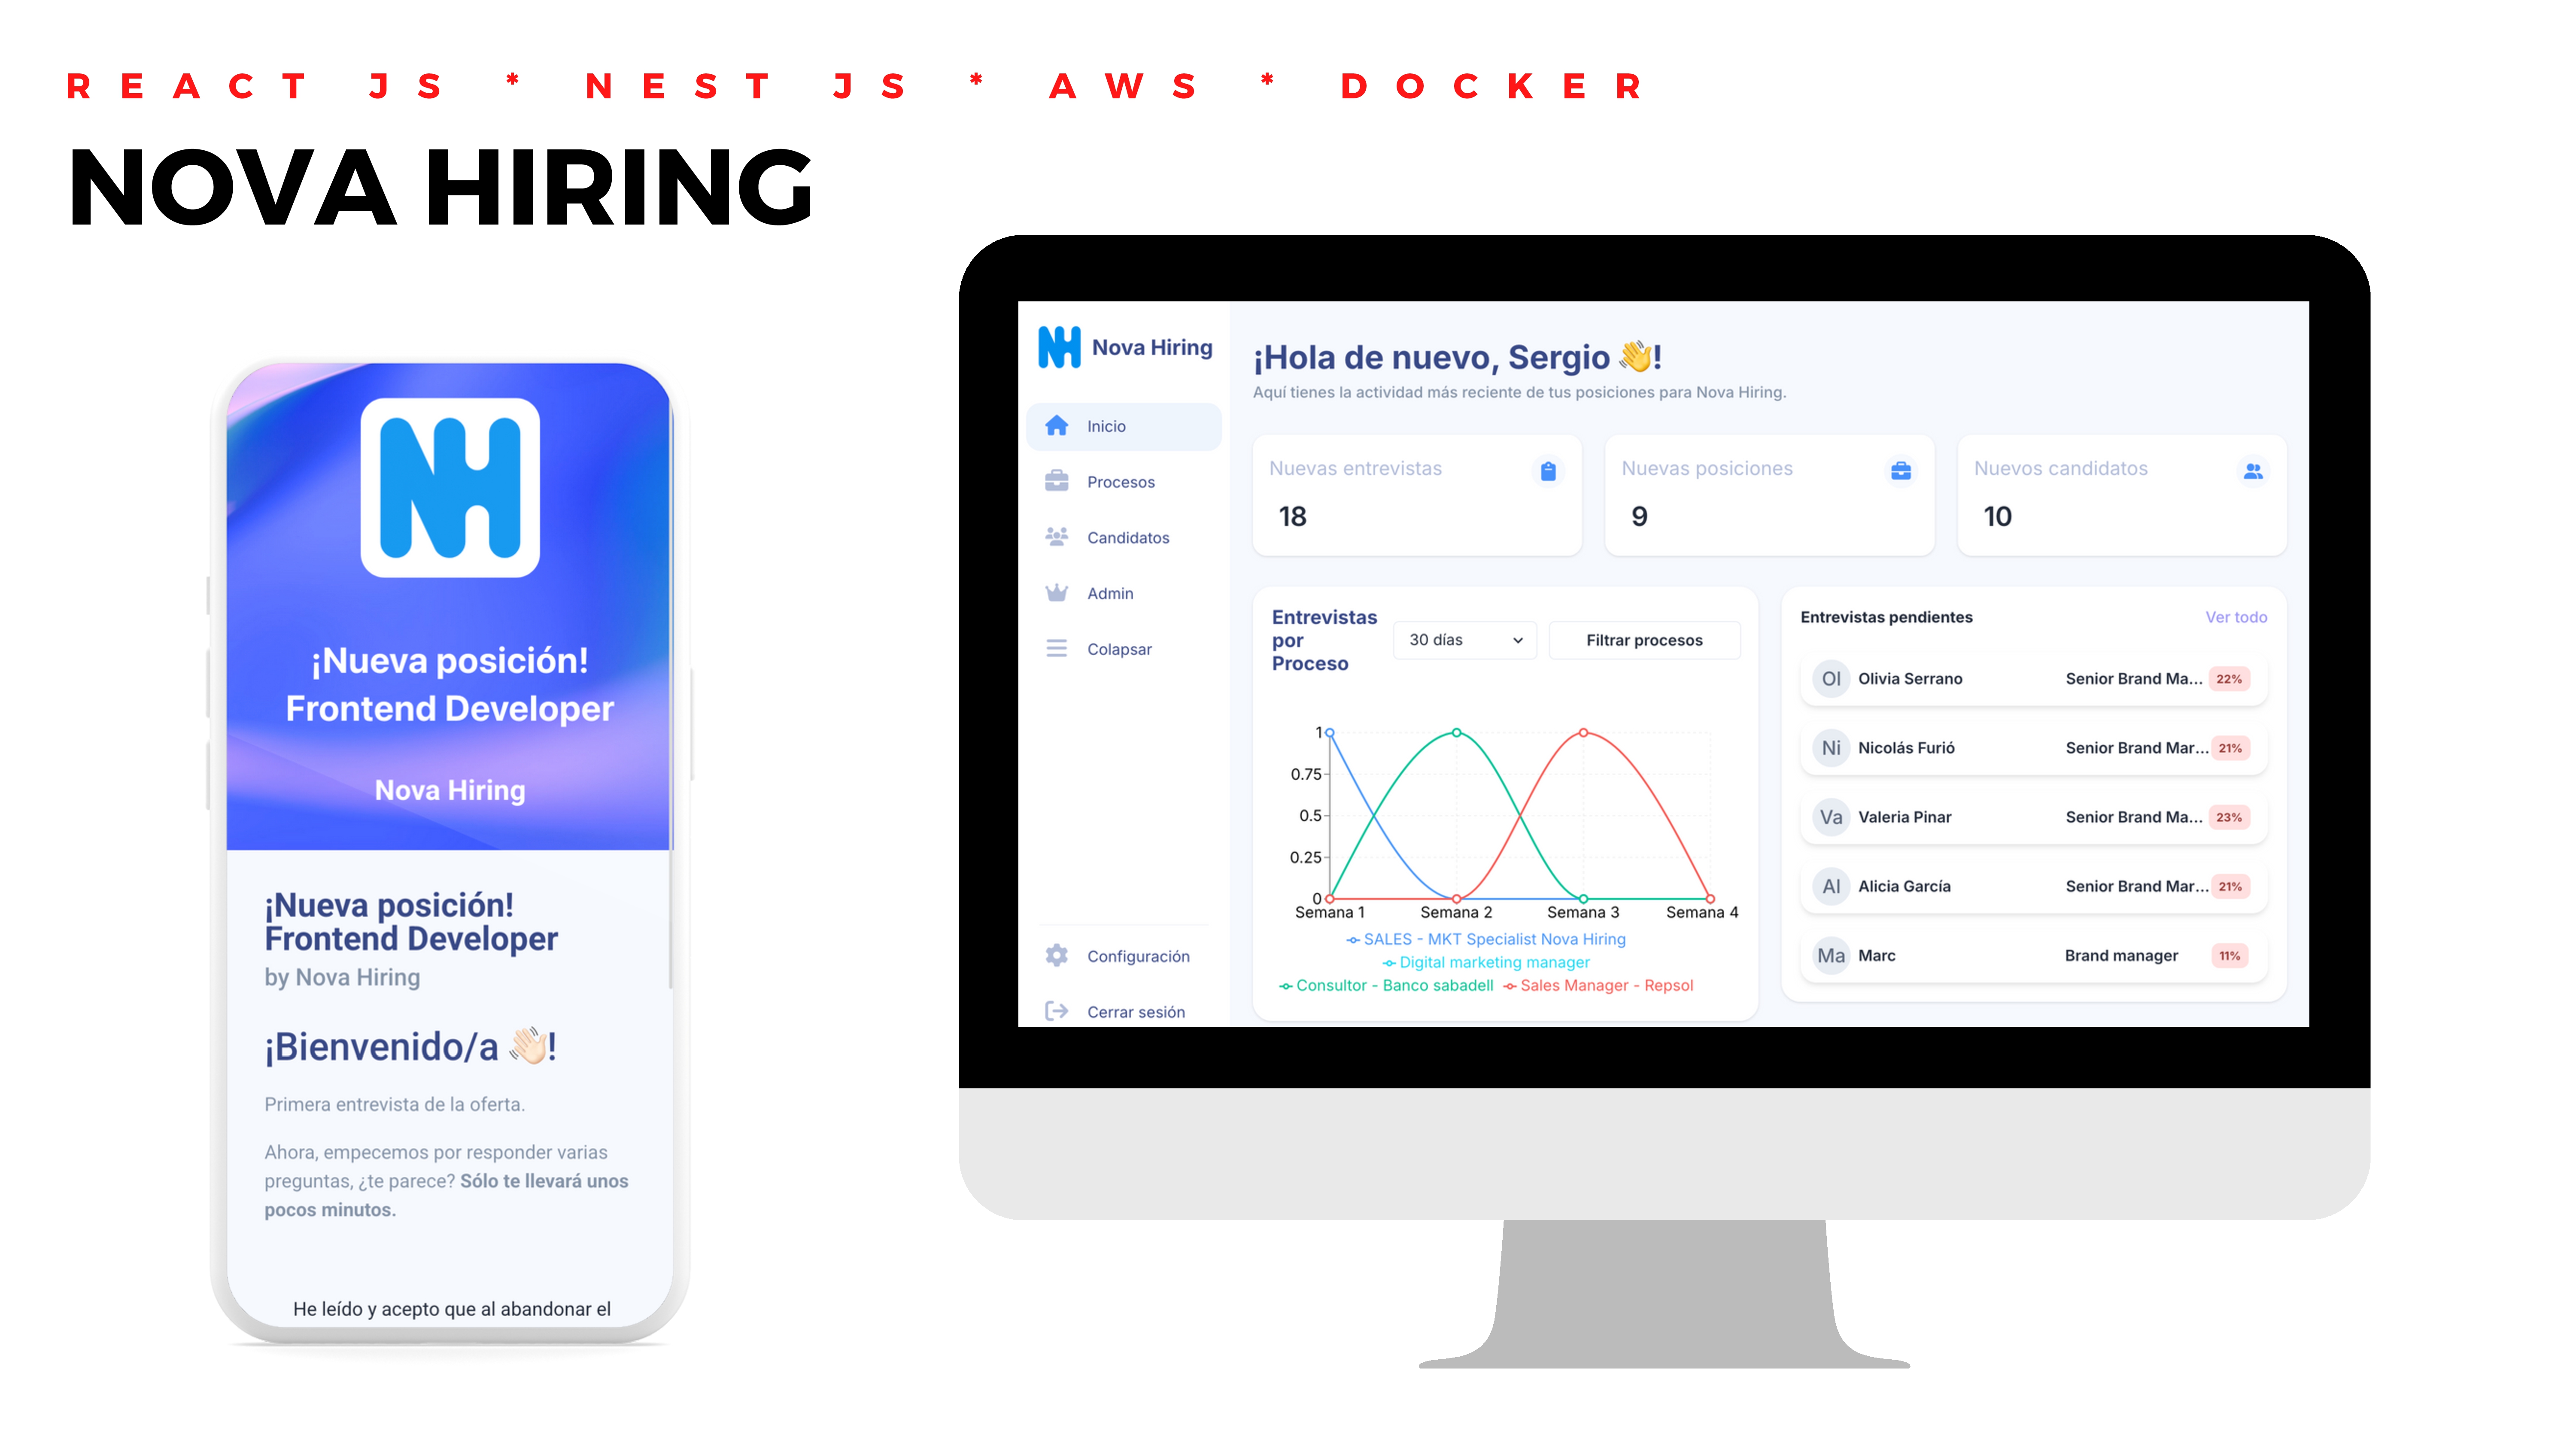 REACT JS * NEST JS * AWS * DOCKER
NOVA HIRING
NH
¡Nueva posición!
Frontend Developer
Nova Hiring
¡Nueva posición!
Frontend Developer
by Nova Hiring
¡Bienvenido/a 👋🏻!
Primera entrevista de la oferta.
Ahora, empecemos por responder varias
preguntas, ¿te parece? Sólo te llevará unos
pocos minutos.
He leído y acepto que al abandonar el
NH Nova Hiring
Inicio
Procesos
Candidatos
Admin
Colapsar
Configuración
Cerrar sesión
¡Hola de nuevo, Sergio 👋!
Aquí tienes la actividad más reciente de tus posiciones para Nova Hiring.
Nuevas entrevistas
18
Nuevas posiciones
9
Nuevos candidatos
10
Entrevistas
por
Proceso
30 días
Filtrar procesos
1
0.75
0.5
0.25
0
Semana 1 Semana 2 Semana 3 Semana 4
SALES - MKT Specialist Nova Hiring
Digital marketing manager
Consultor - Banco sabadell Sales Manager - Repsol
Entrevistas pendientes Ver todo
Ol Olivia Serrano Senior Brand Ma... 22%
Ni Nicolás Furió Senior Brand Mar... 21%
Va Valeria Pinar Senior Brand Ma... 23%
Al Alicia García Senior Brand Mar... 21%
Ma Marc Brand manager 11%